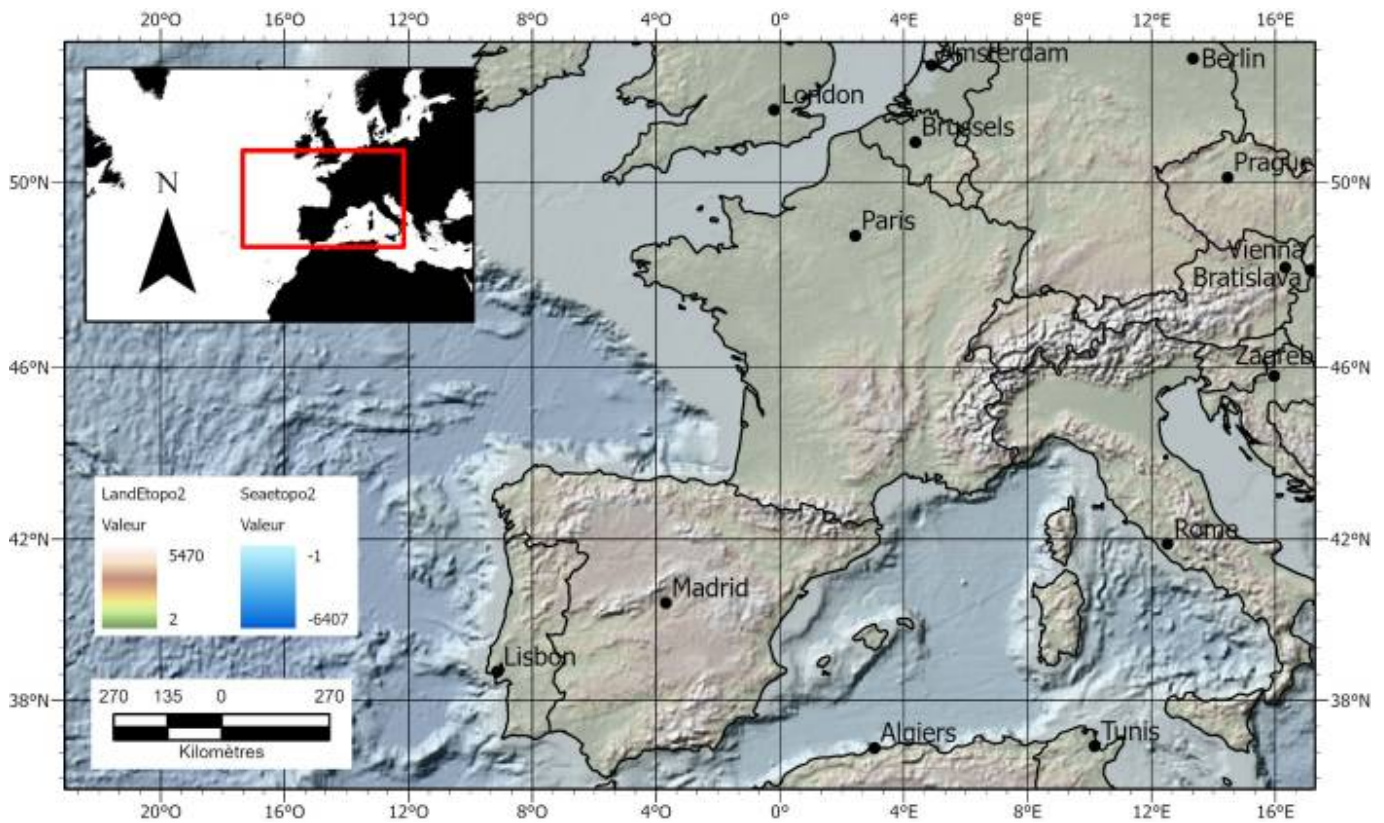 20°O 16°O 12°O 8°O 4°O 0° 4°E 8°E 12°E 16°E
Amsterdam
Berlin
London
Brussels
50°N
Prague
50°N
N
Paris
Vienna
Bratislava
46°N
Zagreb
46°N
LandEtopo2 Seaetopo2
Valeur Valeur
5470 -1
2 -6407
42°N
Rome
42°N
Madrid
Lisbon
270 135 0 270
Kilomètres
38°N
38°N
Algiers
Tunis
20°O 16°O 12°O 8°O 4°O 0° 4°E 8°E 12°E 16°E